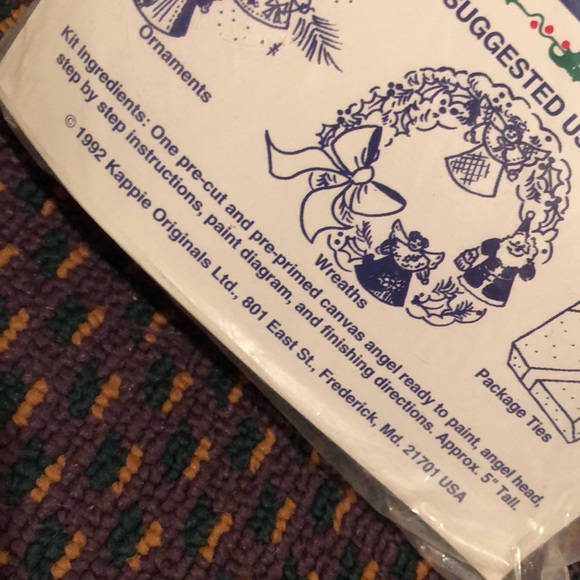 SUGGESTED
Ornaments
Wreaths
Package Ties
Kit Ingredients: One pre-cut and pre-primed canvas angel ready to paint, angel head,
step by step instructions, paint diagram, and finishing directions. Approx. 5" Tall.
© 1992 Kappie Originals Ltd., 801 East St., Frederick, Md. 21701 USA